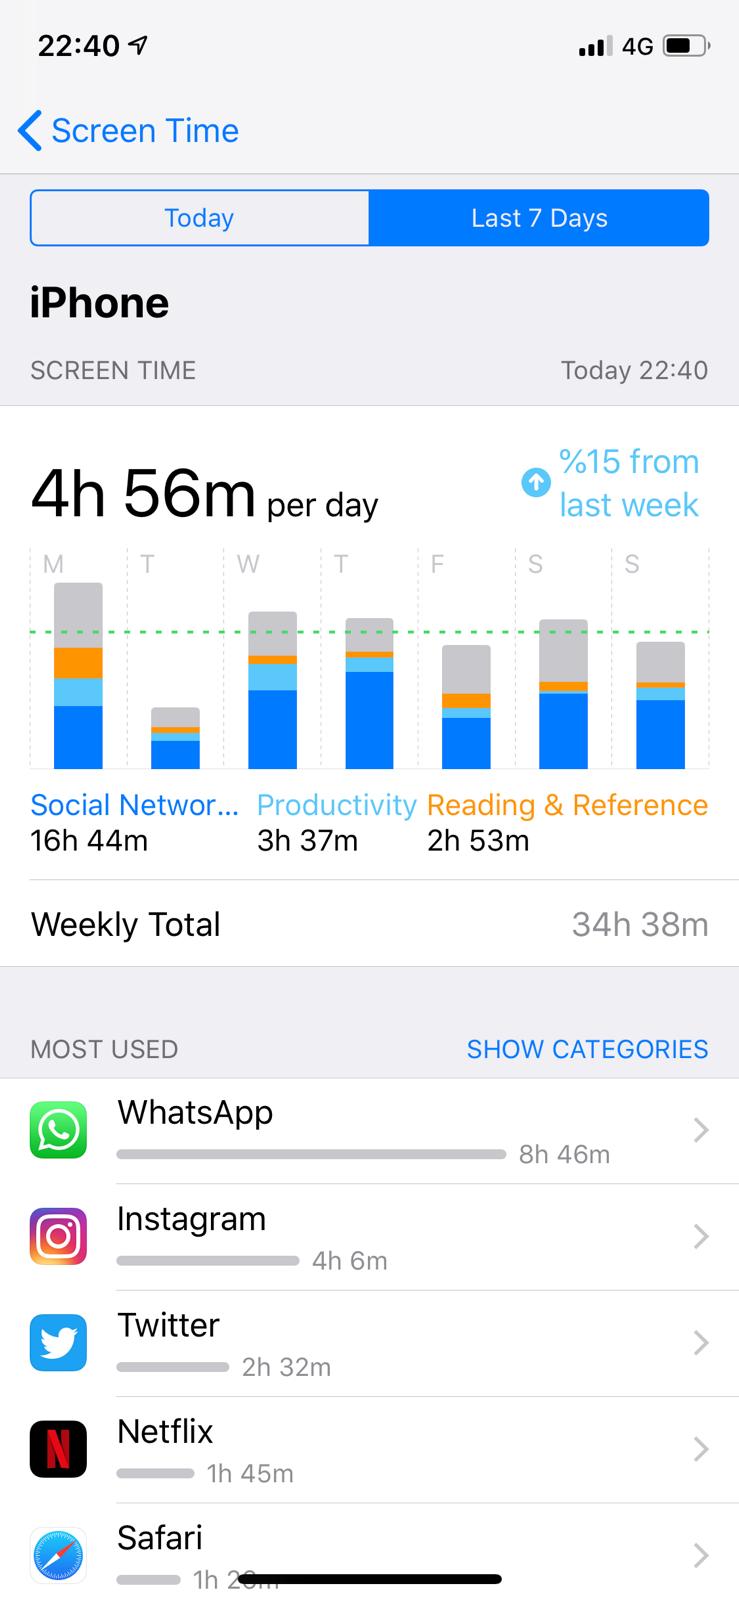 22:40 4G
Screen Time
Today Last 7 Days
iPhone
SCREEN TIME Today 22:40
4h 56m per day %15 from
last week
M T W T F S S
Social Networ... Productivity Reading & Reference
16h 44m 3h 37m 2h 53m
Weekly Total 34h 38m
MOST USED SHOW CATEGORIES
WhatsApp
8h 46m
Instagram
4h 6m
Twitter
2h 32m
Netflix
1h 45m
Safari
1h